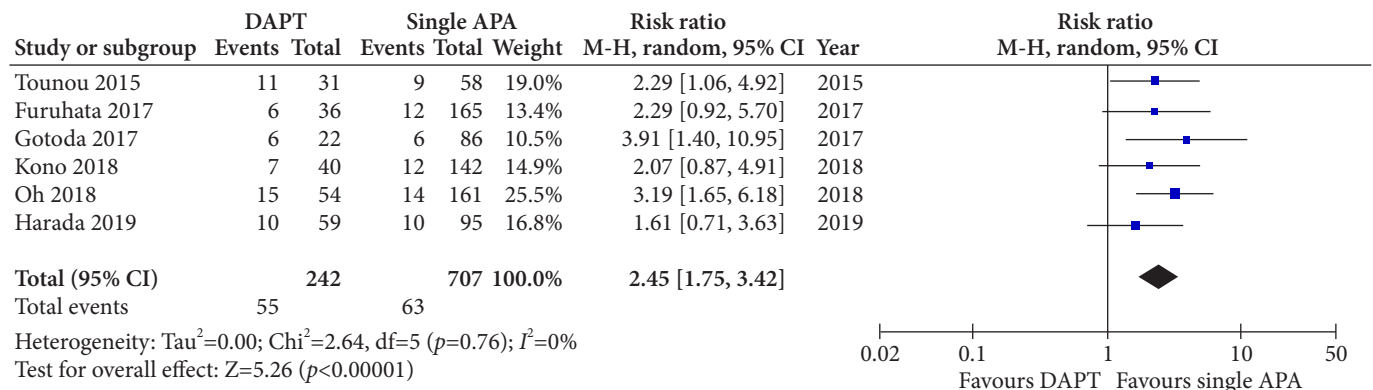 DAPT Single APA Risk ratio Risk ratio
Study or subgroup Events Total Events Total Weight M-H, random, 95% CI Year M-H, random, 95% CI
Tounou 2015 11 31 9 58 19.0% 2.29 [1.06, 4.92] 2015
Furuhata 2017 6 36 12 165 13.4% 2.29 [0.92, 5.70] 2017
Gotoda 2017 6 22 6 86 10.5% 3.91 [1.40, 10.95] 2017
Kono 2018 7 40 12 142 14.9% 2.07 [0.87, 4.91] 2018
Oh 2018 15 54 14 161 25.5% 3.19 [1.65, 6.18] 2018
Harada 2019 10 59 10 95 16.8% 1.61 [0.71, 3.63] 2019
Total (95% CI) 242 707 100.0% 2.45 [1.75, 3.42]
Total events 55 63
Heterogeneity: Tau²=0.00; Chi²=2.64, df=5 (p=0.76); I²=0%
Test for overall effect: Z=5.26 (p<0.00001)
0.02 0.1 1 10 50
Favours DAPT Favours single APA